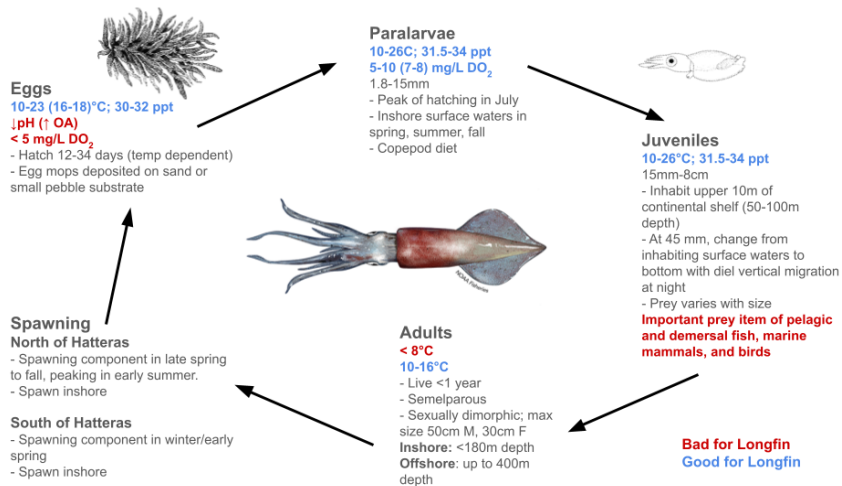 Eggs
10-23 (16-18)°C; 30-32 ppt
↓pH (↑ OA)
< 5 mg/L DO₂
- Hatch 12-34 days (temp dependent)
- Egg mops deposited on sand or
small pebble substrate
Paralarvae
10-26C; 31.5-34 ppt
5-10 (7-8) mg/L DO₂
1.8-15mm
- Peak of hatching in July
- Inshore surface waters in
spring, summer, fall
- Copepod diet
Juveniles
10-26°C; 31.5-34 ppt
15mm-8cm
- Inhabit upper 10m of
continental shelf (50-100m
depth)
- At 45 mm, change from
inhabiting surface waters to
bottom with diel vertical migration
at night
- Prey varies with size
Important prey item of pelagic
and demersal fish, marine
mammals, and birds
NOAA Fisheries
Adults
< 8°C
10-16°C
- Live <1 year
- Semelparous
- Sexually dimorphic; max
size 50cm M, 30cm F
Inshore: <180m depth
Offshore: up to 400m
depth
Spawning
North of Hatteras
- Spawning component in late spring
to fall, peaking in early summer.
- Spawn inshore
South of Hatteras
- Spawning component in winter/early
spring
- Spawn inshore
Bad for Longfin
Good for Longfin